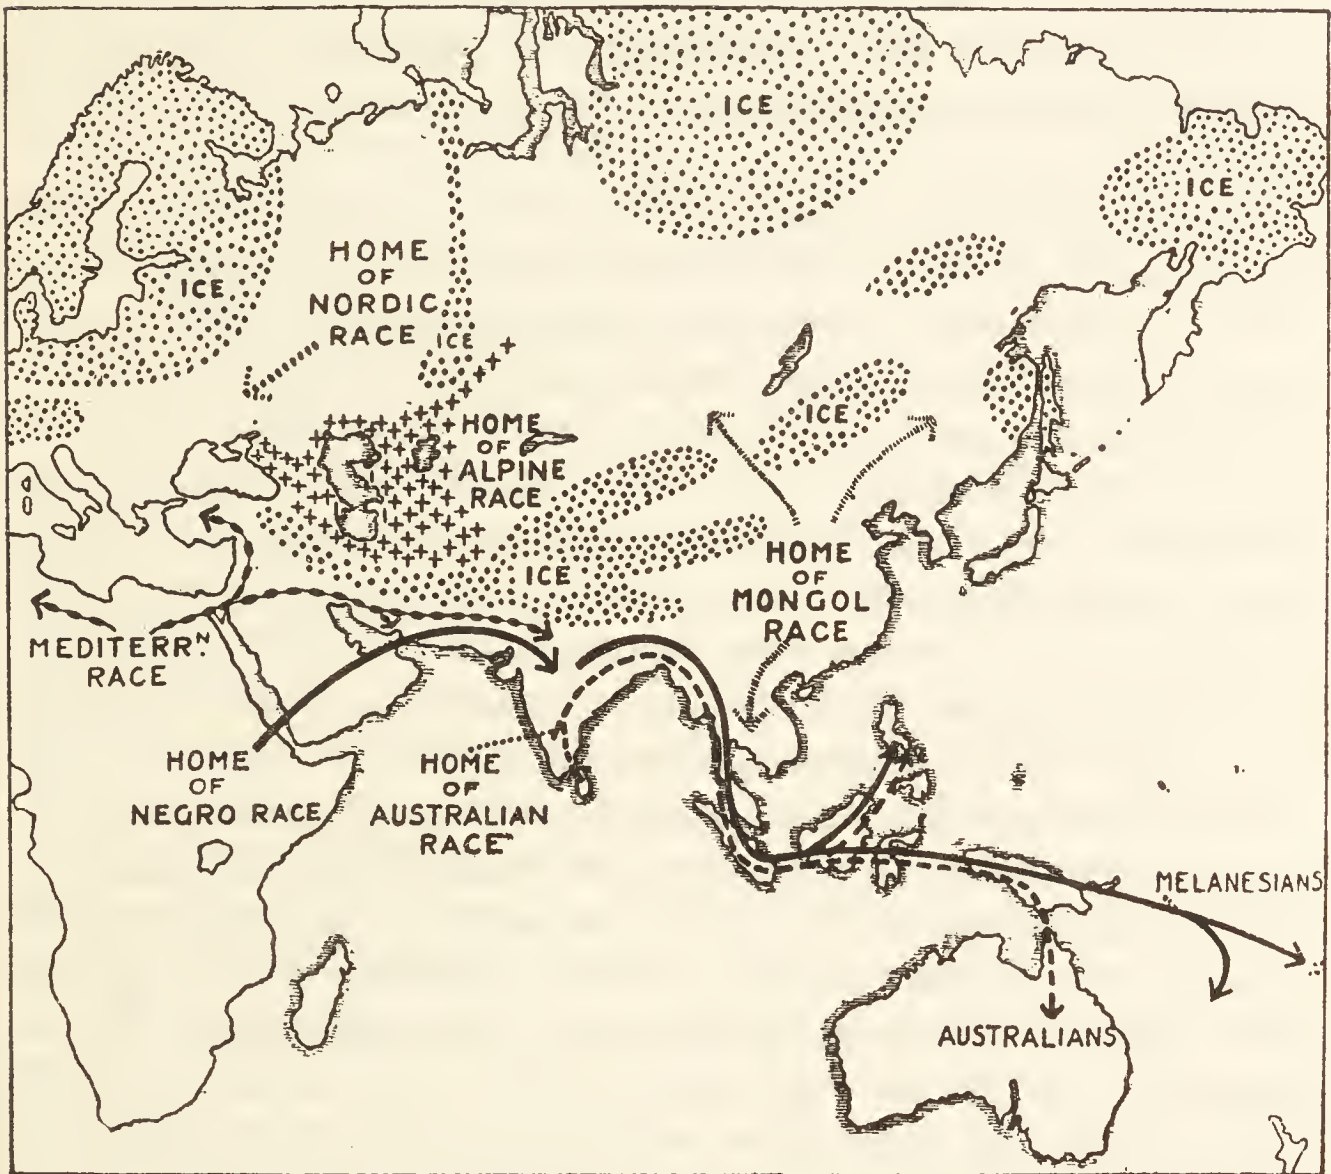 ICE
ICE
HOME
OF
NORDIC
RACE
ICE
ICE
ICE
HOME
OF
ALPINE
RACE
ICE
HOME
OF
MONGOL
RACE
MEDITERR.N
RACE
HOME
OF
NEGRO RACE
HOME
OF
AUSTRALIAN
RACE
MELANESIANS
AUSTRALIANS